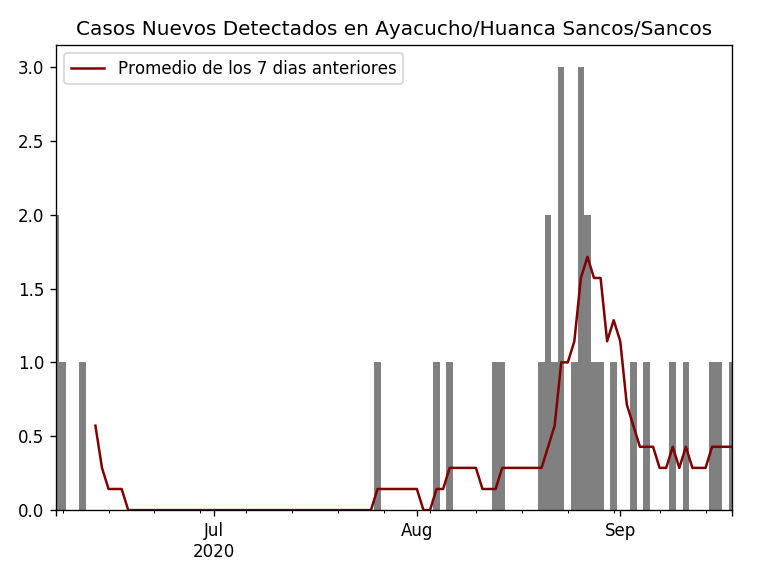 Casos Nuevos Detectados en Ayacucho/Huanca Sancos/Sancos
Promedio de los 7 dias anteriores
3.0
2.5
2.0
1.5
1.0
0.5
0.0
Jul
2020
Aug
Sep